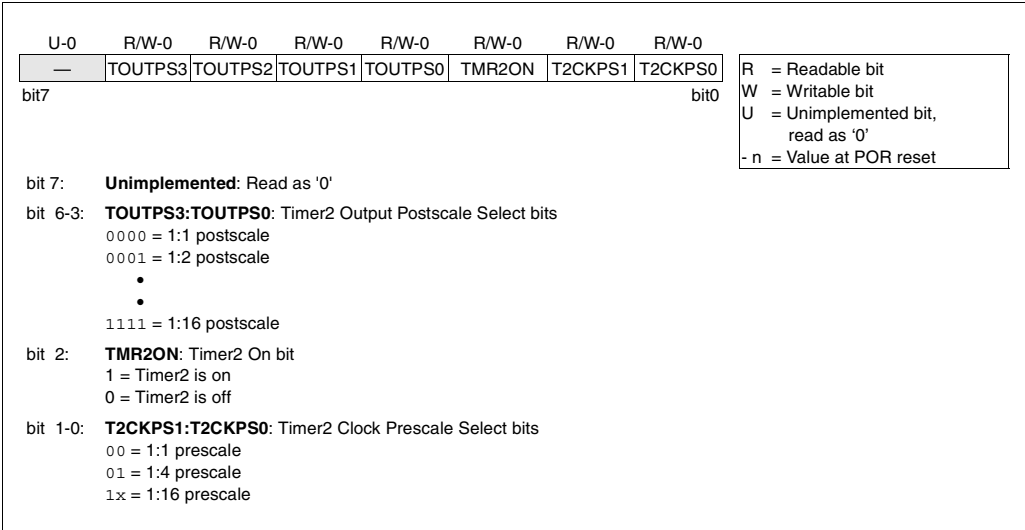 U-0 R/W-0 R/W-0 R/W-0 R/W-0 R/W-0 R/W-0 R/W-0
— TOUTPS3 TOUTPS2 TOUTPS1 TOUTPS0 TMR2ON T2CKPS1 T2CKPS0
bit7 bit0
R = Readable bit
W = Writable bit
U = Unimplemented bit,
read as ‘0’
- n = Value at POR reset
bit 7: Unimplemented: Read as '0'
bit 6-3: TOUTPS3:TOUTPS0: Timer2 Output Postscale Select bits
0000 = 1:1 postscale
0001 = 1:2 postscale
•
•
1111 = 1:16 postscale
bit 2: TMR2ON: Timer2 On bit
1 = Timer2 is on
0 = Timer2 is off
bit 1-0: T2CKPS1:T2CKPS0: Timer2 Clock Prescale Select bits
00 = 1:1 prescale
01 = 1:4 prescale
1x = 1:16 prescale